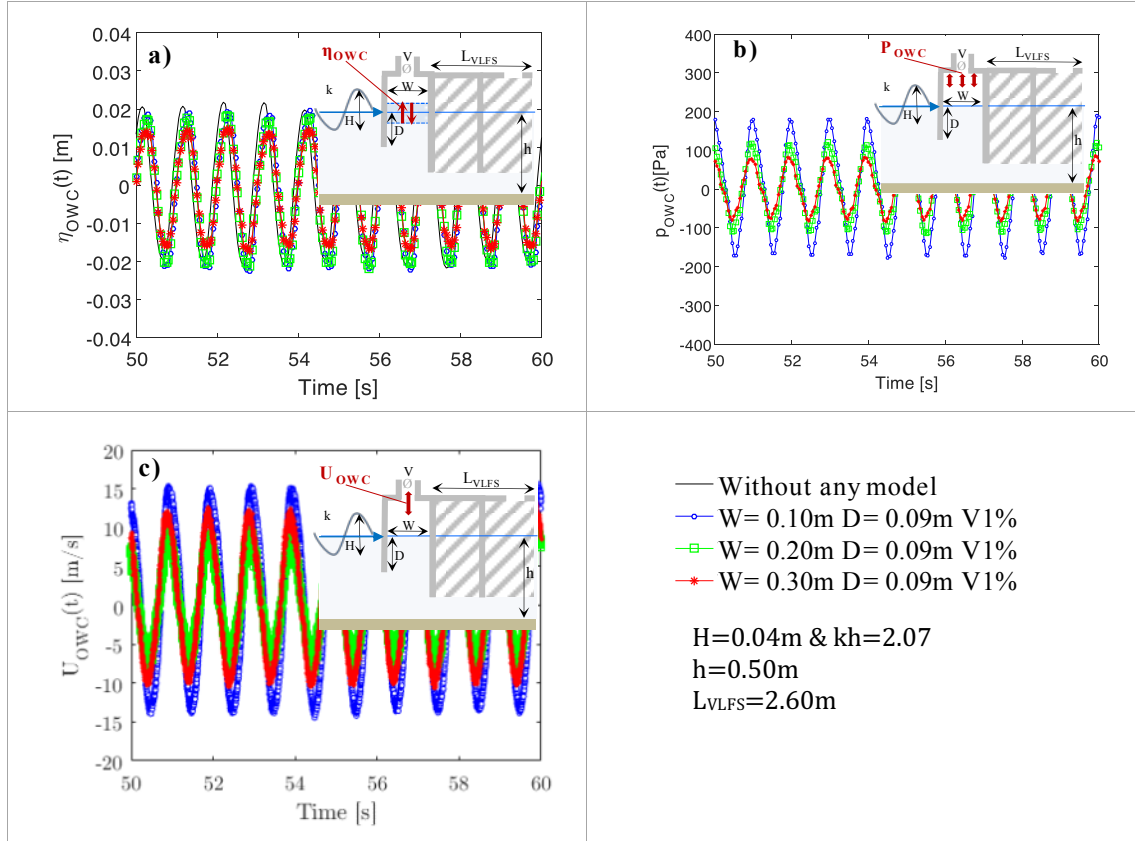 a)
0.04
0.03
0.02
0.01
0
-0.01
-0.02
-0.03
-0.04
ηOWC(t) [m]
50
52
54
56
58
60
Time [s]
ηOWC
V
Ø
LVLFS
W
k
H
D
h
b)
400
300
200
100
0
-100
-200
-300
-400
pOWC(t)[Pa]
50
52
54
56
58
60
Time [s]
POWC
V
Ø
LVLFS
W
k
H
D
h
c)
20
15
10
5
0
-5
-10
-15
-20
UOWC(t) [m/s]
50
52
54
56
58
60
Time [s]
UOWC
V
Ø
LVLFS
W
k
H
D
h
Without any model
W= 0.10m D= 0.09m V1%
W= 0.20m D= 0.09m V1%
W= 0.30m D= 0.09m V1%
H=0.04m & kh=2.07
h=0.50m
LVLFS=2.60m